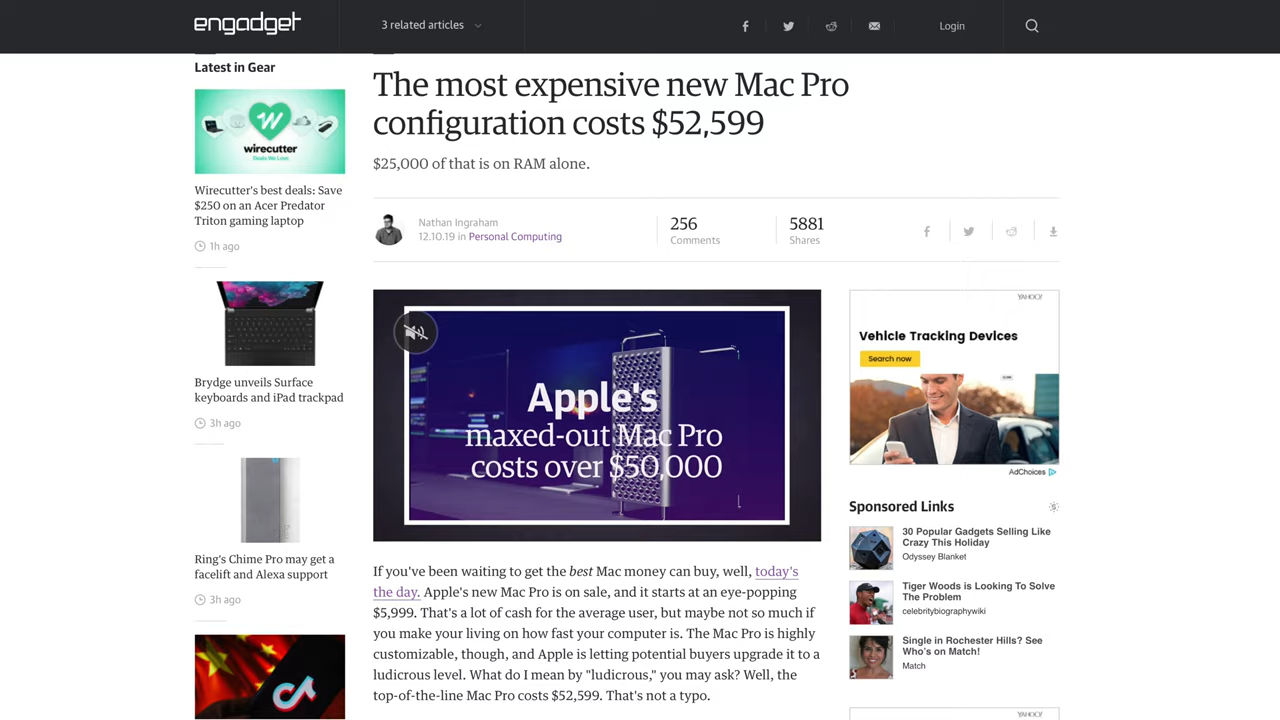 engadget
3 related articles
Login
Latest in Gear
wirecutter
Deals We Love
Wirecutter's best deals: Save
$250 on an Acer Predator
Triton gaming laptop
1h ago
Brydge unveils Surface
keyboards and iPad trackpad
3h ago
Ring's Chime Pro may get a
facelift and Alexa support
3h ago
The most expensive new Mac Pro
configuration costs $52,599
$25,000 of that is on RAM alone.
Nathan Ingraham
12.10.19 in Personal Computing
256
Comments
5881
Shares
Apple's
maxed-out Mac Pro
costs over $50,000
If you've been waiting to get the best Mac money can buy, well, today's
the day. Apple's new Mac Pro is on sale, and it starts at an eye-popping
$5,999. That's a lot of cash for the average user, but maybe not so much if
you make your living on how fast your computer is. The Mac Pro is highly
customizable, though, and Apple is letting potential buyers upgrade it to a
ludicrous level. What do I mean by "ludicrous," you may ask? Well, the
top-of-the-line Mac Pro costs $52,599. That's not a typo.
YAHOO!
Vehicle Tracking Devices
Search now
AdChoices
Sponsored Links
30 Popular Gadgets Selling Like
Crazy This Holiday
Odyssey Blanket
Tiger Woods is Looking To Solve
The Problem
celebritybiographywiki
Single in Rochester Hills? See
Who's on Match!
Match
YAHOO!